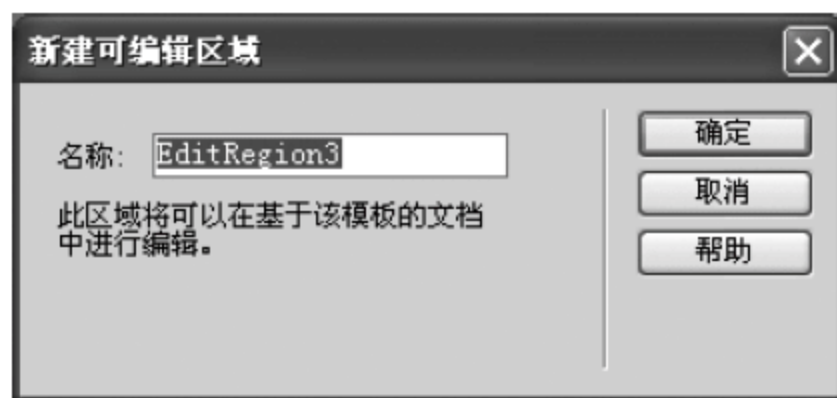 新建可编辑区域
名称: EditRegion3
此区域将可以在基于该模板的文档
中进行编辑。
确定
取消
帮助